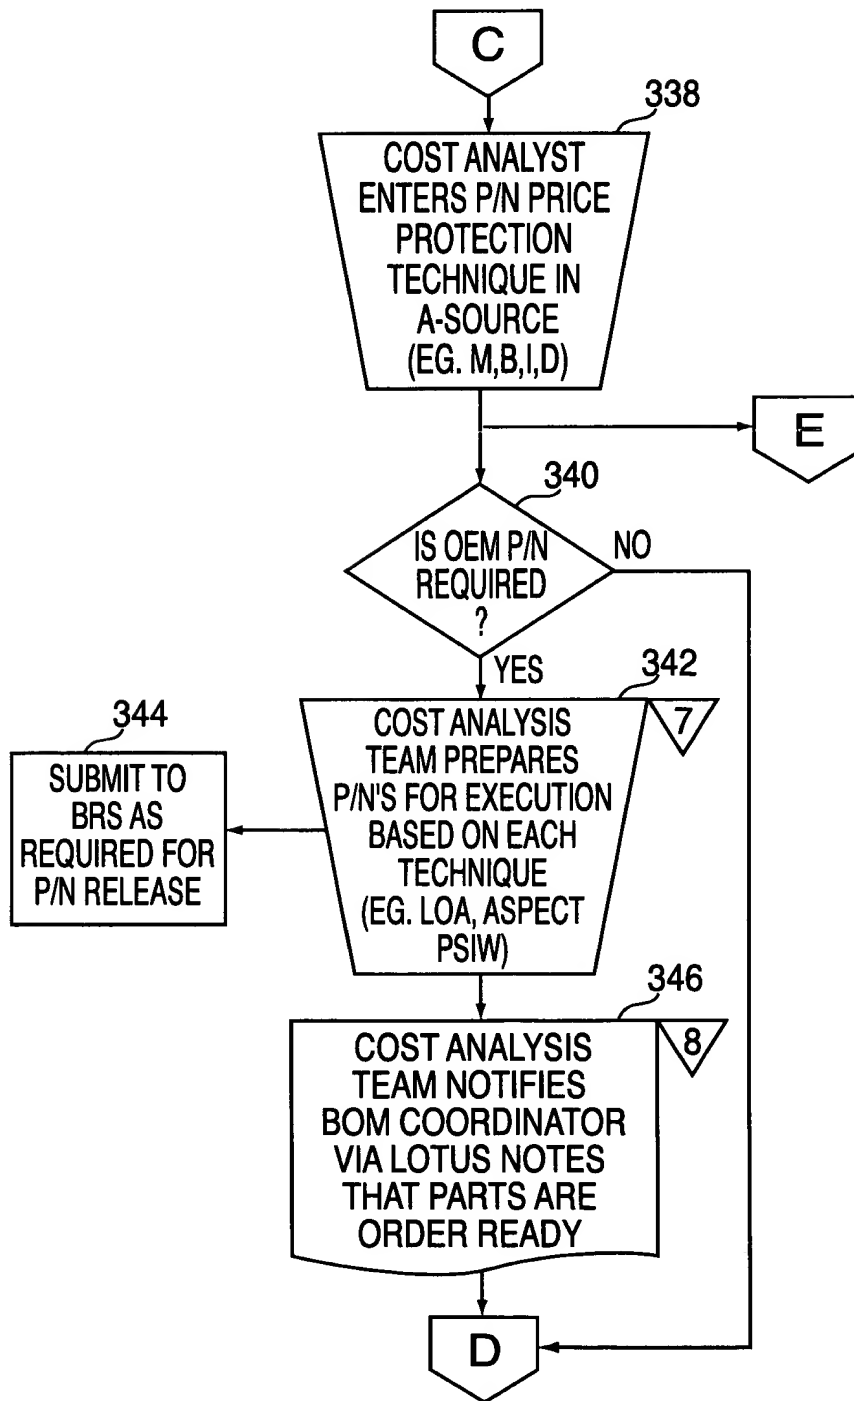 C
338
COST ANALYST
ENTERS P/N PRICE
PROTECTION
TECHNIQUE IN
A-SOURCE
(EG. M,B,I,D)
E
340
IS OEM P/N
REQUIRED
?
NO
YES
342
7
COST ANALYSIS
TEAM PREPARES
P/N'S FOR EXECUTION
BASED ON EACH
TECHNIQUE
(EG. LOA, ASPECT
PSIW)
344
SUBMIT TO
BRS AS
REQUIRED FOR
P/N RELEASE
346
8
COST ANALYSIS
TEAM NOTIFIES
BOM COORDINATOR
VIA LOTUS NOTES
THAT PARTS ARE
ORDER READY
D